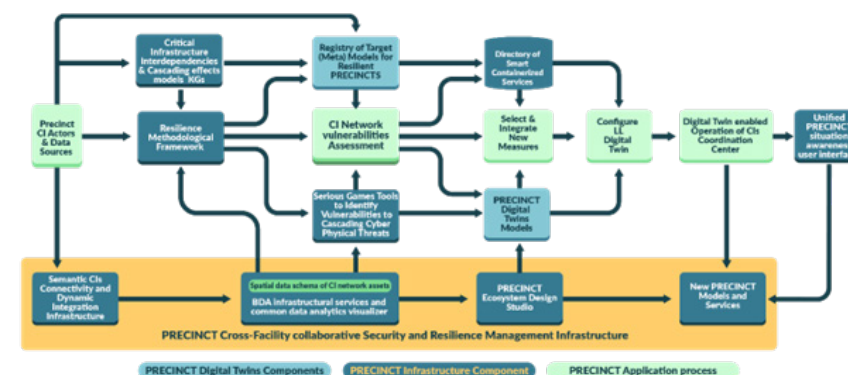 Critical
Infrastructure
Interdependencies
& Cascading effects
models KGs
Registry of Target
(Meta) Models for
Resilient
PRECINCTS
Directory of
Smart
Containerized
Services
Precinct
CI Actors
& Data
Sources
Resilience
Methodological
Framework
CI Network
vulnerabilities
Assessment
Select &
Integrate
New
Measures
Configure
LL
Digital
Twin
Digital Twin enabled
Operation of CIs
Coordination
Center
Unified
PRECINCT
situation
awareness
user interface
Serious Games Tools
to Identify
Vulnerabilities to
Cascading Cyber
Physical Threats
PRECINCT
Digital
Twins
Models
Semantic CIs
Connectivity and
Dynamic
Integration
Infrastructure
Spatial data schema of CI network assets
BDA infrastructural services and
common data analytics visualizer
PRECINCT
Ecosystem Design
Studio
New PRECINCT
Models and
Services
PRECINCT Cross-Facility collaborative Security and Resilience Management Infrastructure
PRECINCT Digital Twins Components
PRECINCT Infrastructure Component
PRECINCT Application process